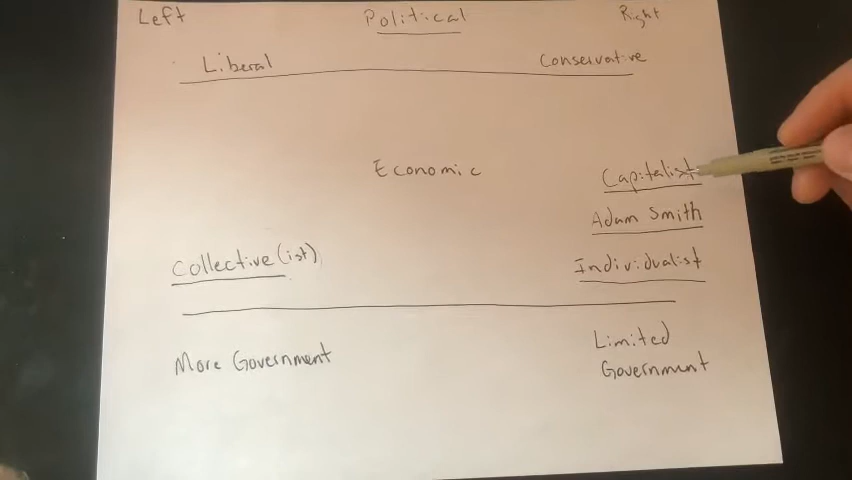 Left Political Right
Liberal Conservative
Economic Capitalist
Adam Smith
Collective(ist) Individualist
More Government Limited
Government